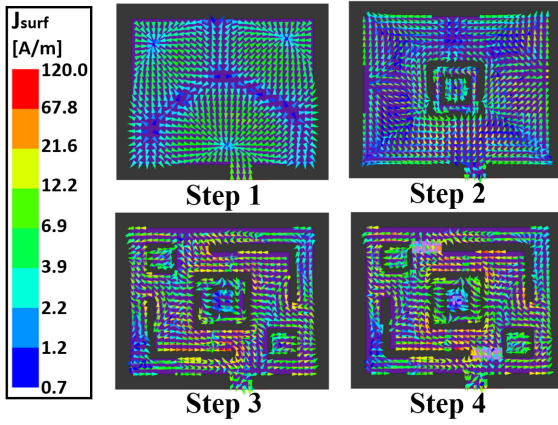 Jsurf
[A/m]
120.0
67.8
21.6
12.2
6.9
3.9
2.2
1.2
0.7
Step 1
Step 2
Step 3
Step 4